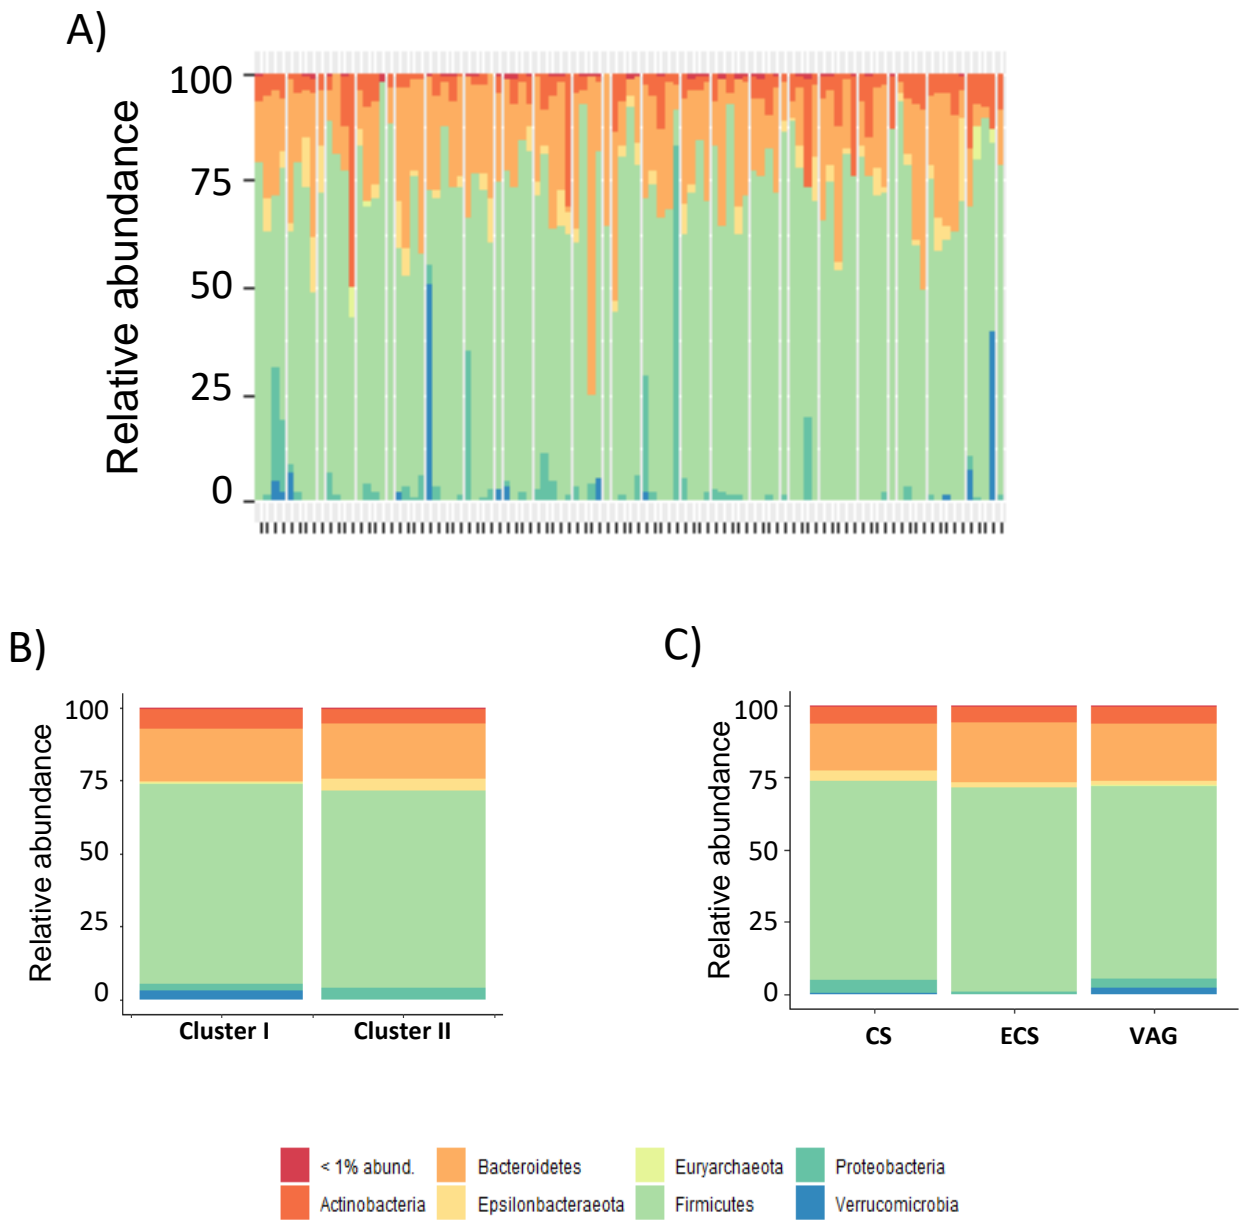 A)
100
75
50
25
0
Relative abundance
B)
100
75
50
25
0
Relative abundance
Cluster I
Cluster II
C)
100
75
50
25
0
Relative abundance
CS
ECS
VAG
< 1% abund.
Bacteroidetes
Euryarchaeota
Proteobacteria
Actinobacteria
Epsilonbacteraeota
Firmicutes
Verrucomicrobia